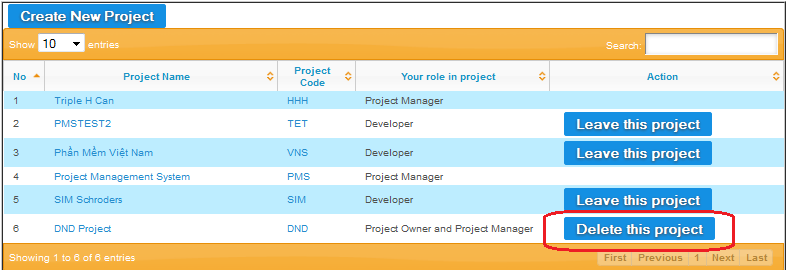 Create New Project
Show 10 entries Search:
No Project Name Project Code Your role in project Action
1 Triple H Can HHH Project Manager
2 PMSTEST2 TET Developer Leave this project
3 Phần Mềm Việt Nam VNS Developer Leave this project
4 Project Management System PMS Project Manager
5 SIM Schroders SIM Developer Leave this project
6 DND Project DND Project Owner and Project Manager Delete this project
Showing 1 to 6 of 6 entries First Previous 1 Next Last